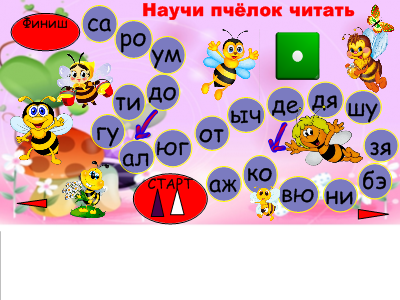 Научи пчёлок читать
Финиш
са
ро
ум
до
ти
гу
ал
юг
от
ыч
де
дя
шу
зя
бэ
ни
вю
ко
аж
СТАРТ